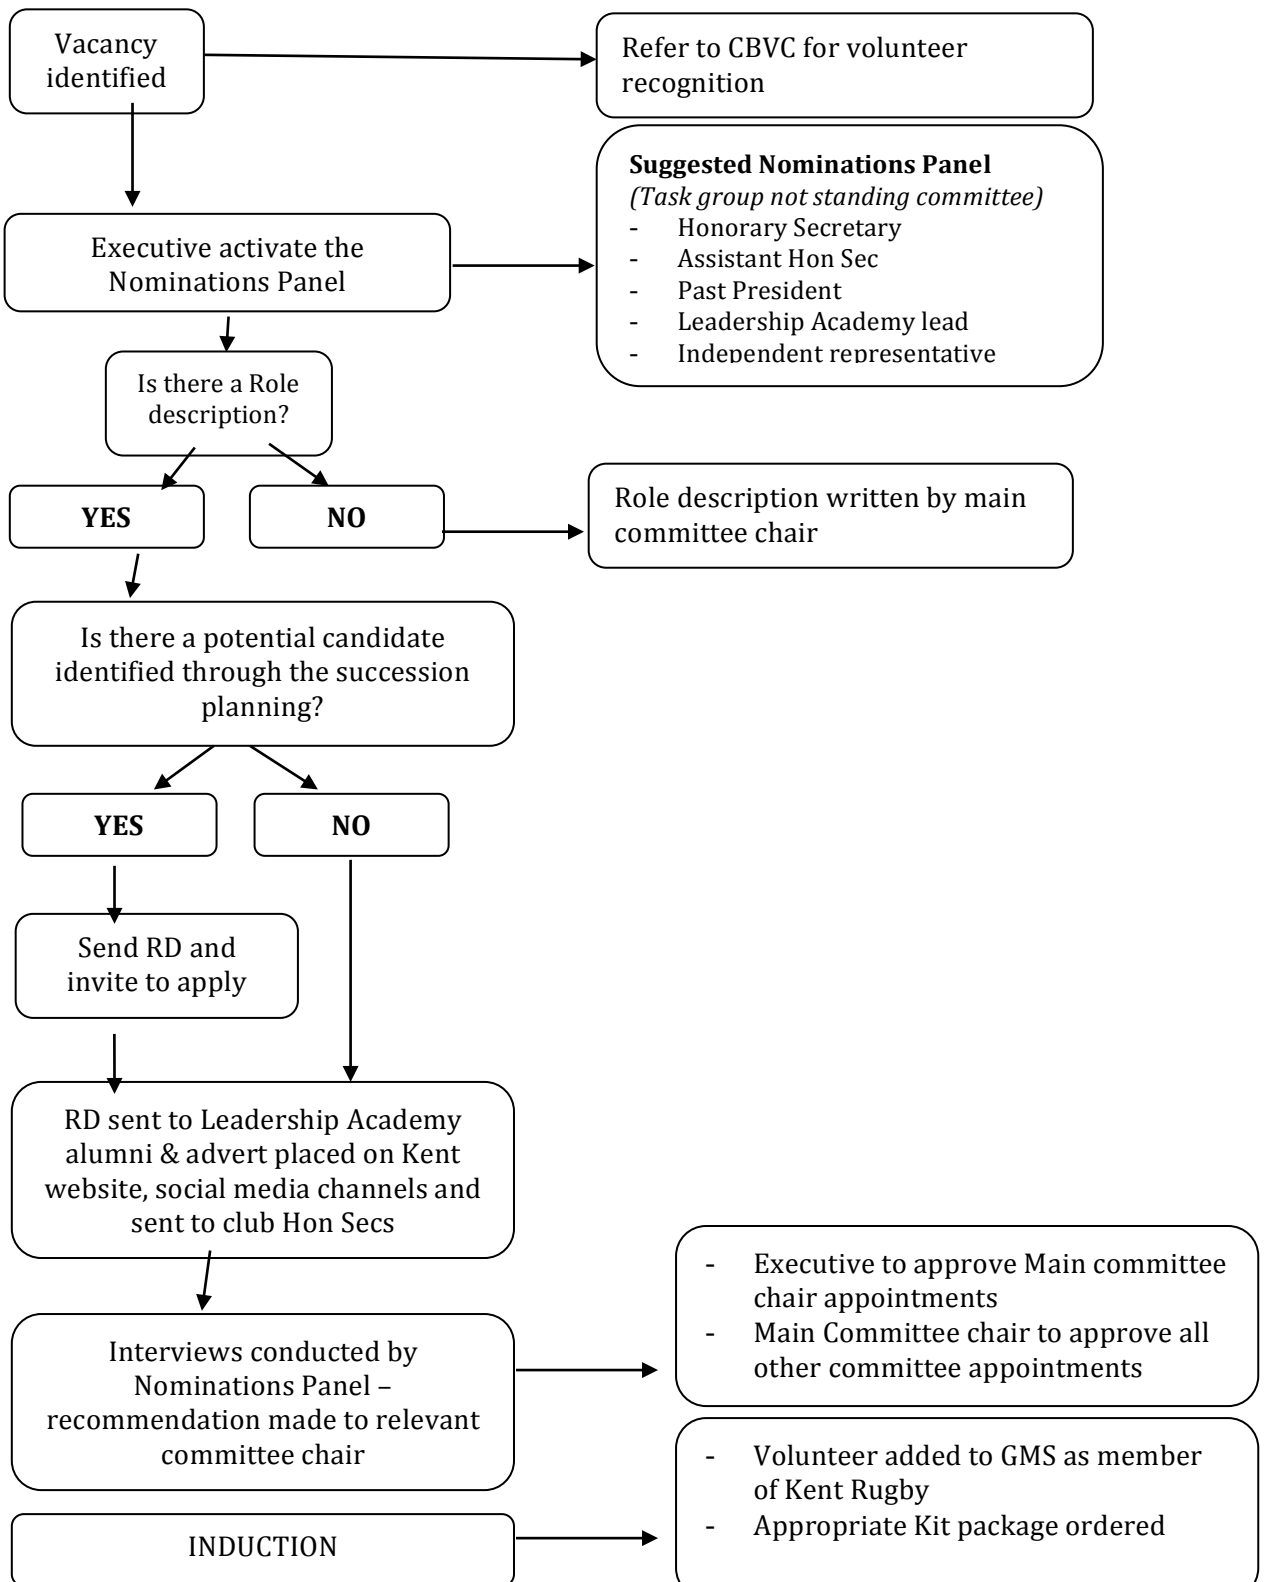 Vacancy
identified
Refer to CBVC for volunteer
recognition
Suggested Nominations Panel
(Task group not standing committee)
- Honorary Secretary
- Assistant Hon Sec
- Past President
- Leadership Academy lead
- Independent representative
Executive activate the
Nominations Panel
Is there a Role
description?
YES
NO
Role description written by main
committee chair
Is there a potential candidate
identified through the succession
planning?
YES
NO
Send RD and
invite to apply
RD sent to Leadership Academy
alumni & advert placed on Kent
website, social media channels and
sent to club Hon Secs
Interviews conducted by
Nominations Panel –
recommendation made to relevant
committee chair
- Executive to approve Main committee
chair appointments
- Main Committee chair to approve all
other committee appointments
INDUCTION
- Volunteer added to GMS as member
of Kent Rugby
- Appropriate Kit package ordered